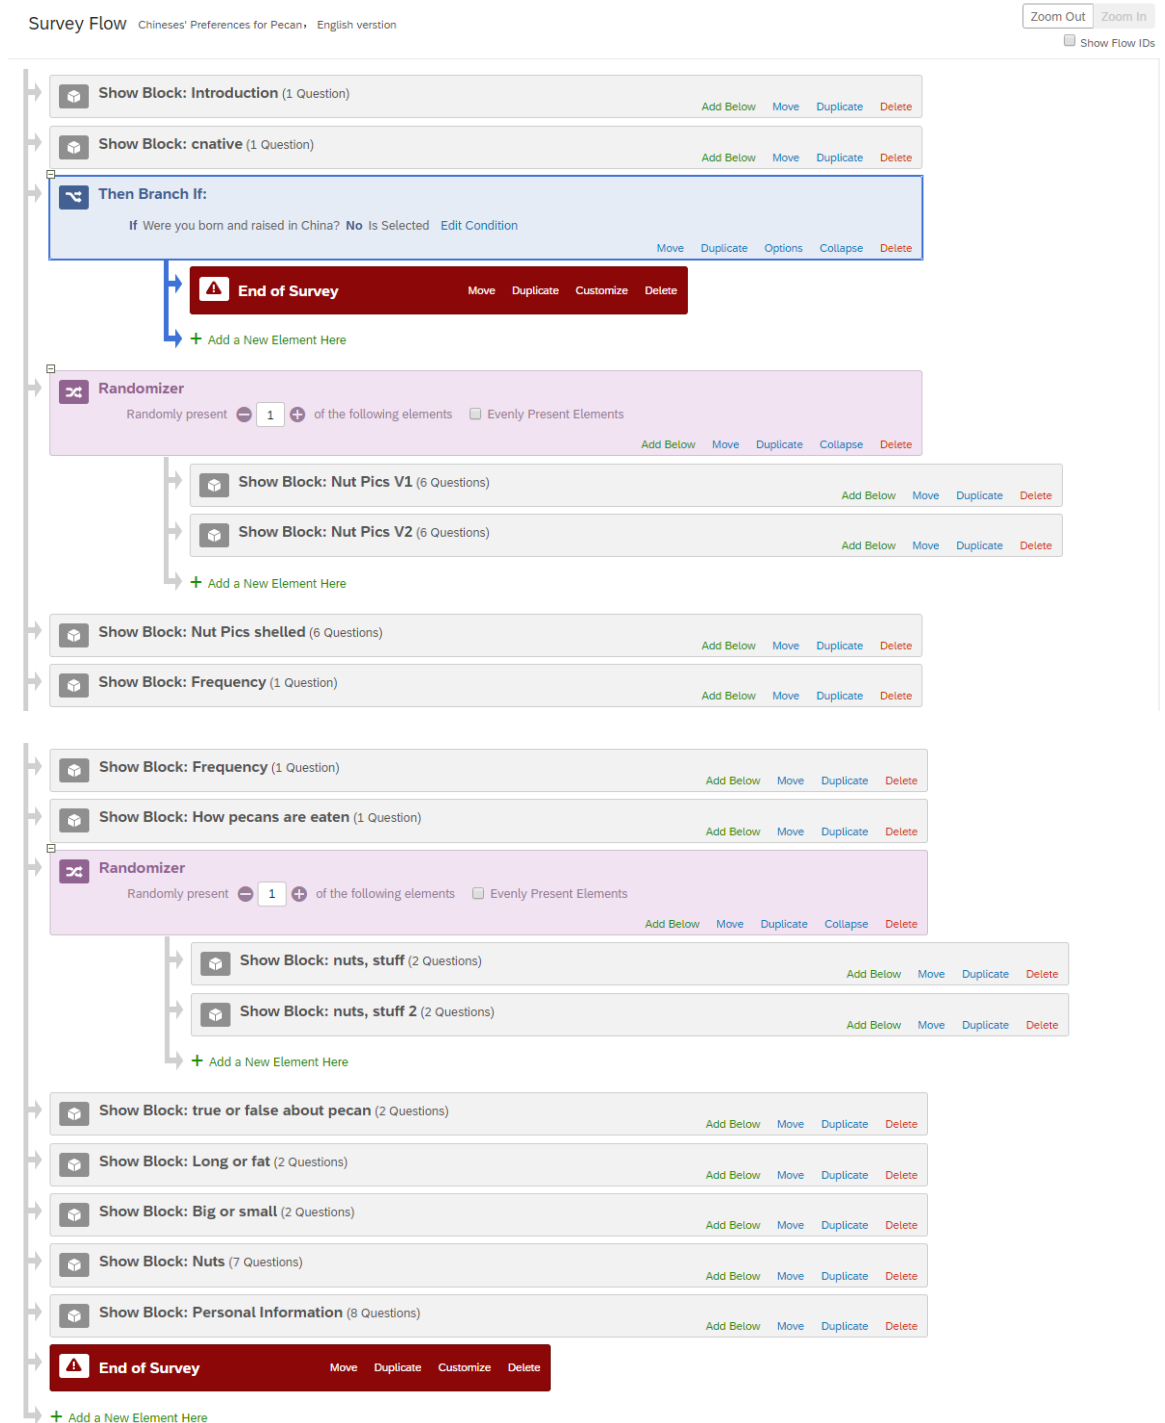 Survey Flow Chineses' Preferences for Pecan， English verstion
Zoom Out Zoom In
Show Flow IDs
Show Block: Introduction (1 Question)
Add Below Move Duplicate Delete
Show Block: cnative (1 Question)
Add Below Move Duplicate Delete
Then Branch If:
If Were you born and raised in China? No Is Selected Edit Condition
Move Duplicate Options Collapse Delete
End of Survey Move Duplicate Customize Delete
+ Add a New Element Here
Randomizer
Randomly present 1 of the following elements Evenly Present Elements
Add Below Move Duplicate Collapse Delete
Show Block: Nut Pics V1 (6 Questions)
Add Below Move Duplicate Delete
Show Block: Nut Pics V2 (6 Questions)
Add Below Move Duplicate Delete
+ Add a New Element Here
Show Block: Nut Pics shelled (6 Questions)
Add Below Move Duplicate Delete
Show Block: Frequency (1 Question)
Add Below Move Duplicate Delete
Show Block: Frequency (1 Question)
Add Below Move Duplicate Delete
Show Block: How pecans are eaten (1 Question)
Add Below Move Duplicate Delete
Randomizer
Randomly present 1 of the following elements Evenly Present Elements
Add Below Move Duplicate Collapse Delete
Show Block: nuts, stuff (2 Questions)
Add Below Move Duplicate Delete
Show Block: nuts, stuff 2 (2 Questions)
Add Below Move Duplicate Delete
+ Add a New Element Here
Show Block: true or false about pecan (2 Questions)
Add Below Move Duplicate Delete
Show Block: Long or fat (2 Questions)
Add Below Move Duplicate Delete
Show Block: Big or small (2 Questions)
Add Below Move Duplicate Delete
Show Block: Nuts (7 Questions)
Add Below Move Duplicate Delete
Show Block: Personal Information (8 Questions)
Add Below Move Duplicate Delete
End of Survey Move Duplicate Customize Delete
+ Add a New Element Here